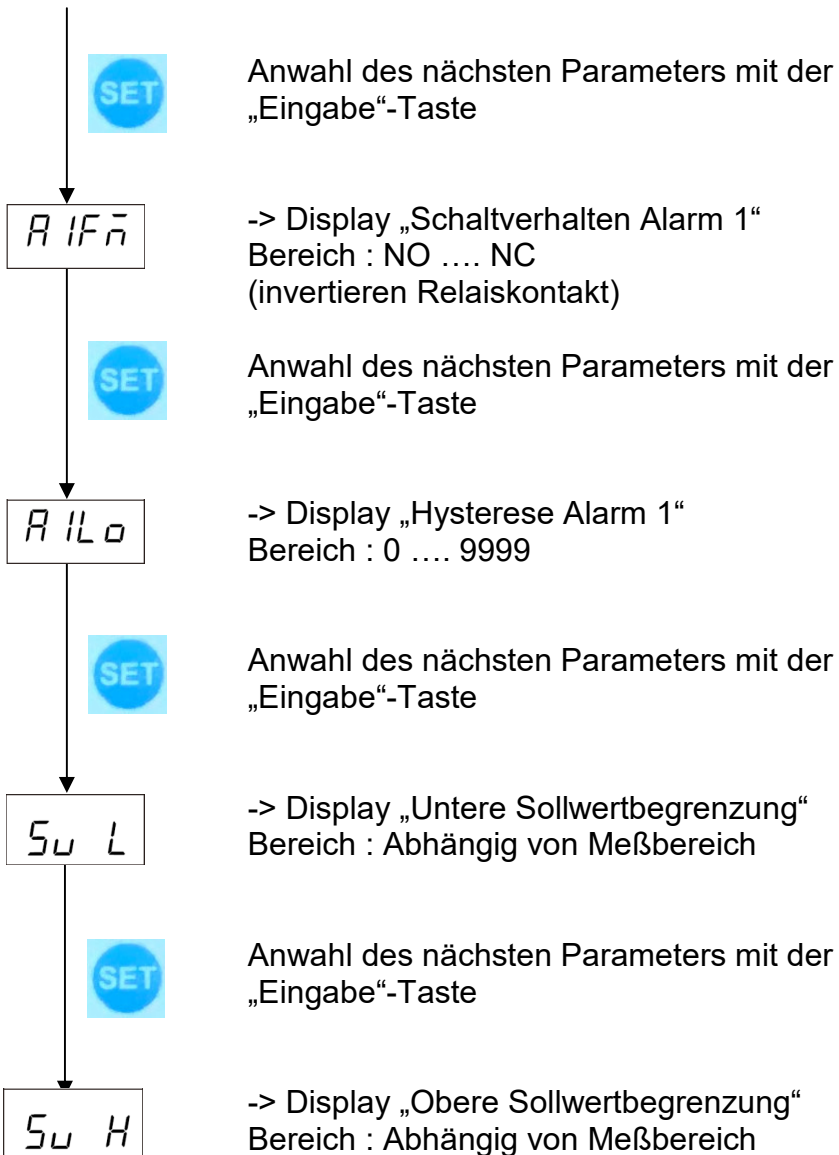 SET
Anwahl des nächsten Parameters mit der
„Eingabe“-Taste
A1Fm̄
-> Display „Schaltverhalten Alarm 1“
Bereich : NO …. NC
(invertieren Relaiskontakt)
SET
Anwahl des nächsten Parameters mit der
„Eingabe“-Taste
A1Lo
-> Display „Hysterese Alarm 1“
Bereich : 0 …. 9999
SET
Anwahl des nächsten Parameters mit der
„Eingabe“-Taste
Su L
-> Display „Untere Sollwertbegrenzung“
Bereich : Abhängig von Meßbereich
SET
Anwahl des nächsten Parameters mit der
„Eingabe“-Taste
Su H
-> Display „Obere Sollwertbegrenzung“
Bereich : Abhängig von Meßbereich